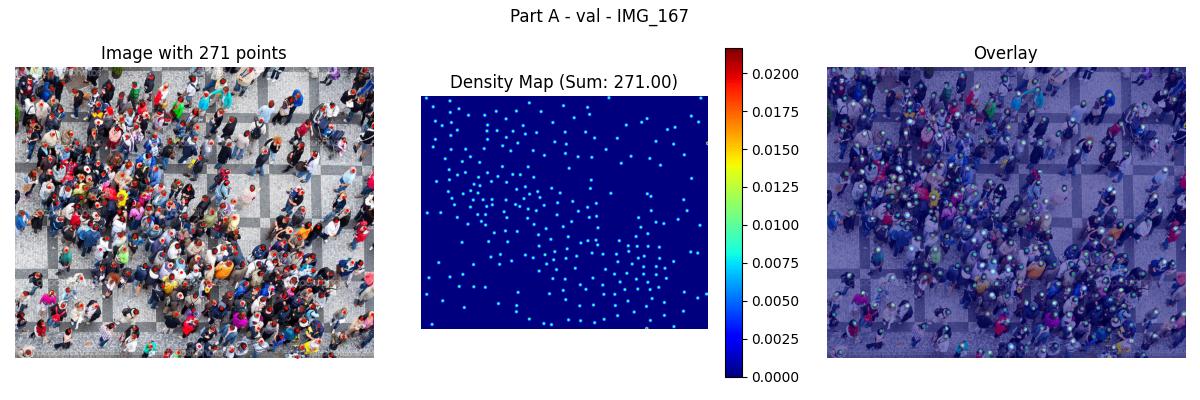 Part A - val - IMG_167
Image with 271 points
Density Map (Sum: 271.00)
0.0200
0.0175
0.0150
0.0125
0.0100
0.0075
0.0050
0.0025
0.0000
Overlay